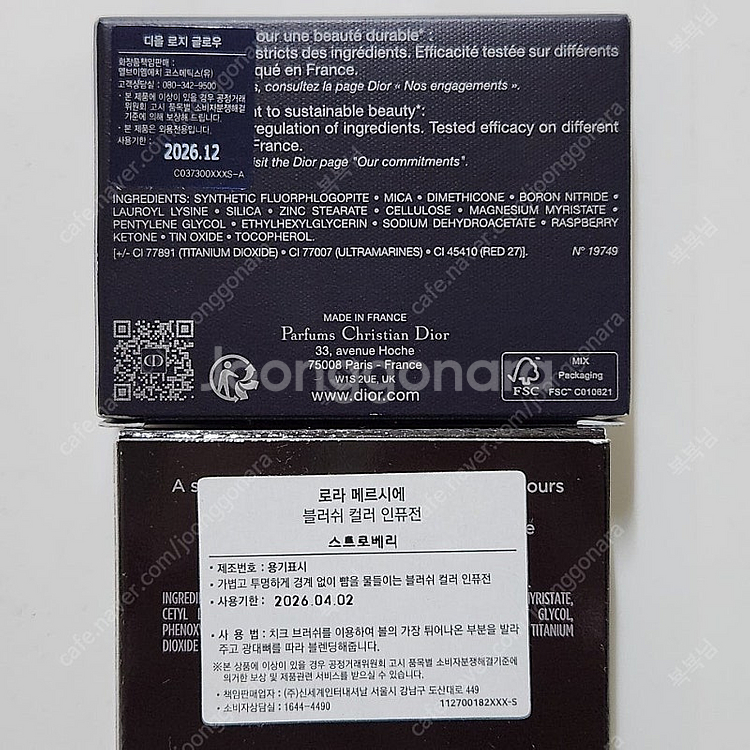 디올 로지 글로우
화장품책임판매 :
엘브이엠에치 코스메틱스(유)
고객상담실 : 080-342-9500
• 본 제품에 이상이 있을 경우 공정거래
위원회 고시 품목별 소비자분쟁해결
기준에 의해 보상해 드립니다.
• 본 제품은 외용전용입니다.
사용기한 :
2026.12
C037300XXXS-A
our une beauté durable* :
stricts des ingrédients. Efficacité testée sur différents
qué en France.
s, consultez la page Dior « Nos engagements ».
nt to sustainable beauty*:
regulation of ingredients. Tested efficacy on different
France.
isit the Dior page "Our commitments".
INGREDIENTS: SYNTHETIC FLUORPHLOGOPITE • MICA • DIMETHICONE • BORON NITRIDE •
LAUROYL LYSINE • SILICA • ZINC STEARATE • CELLULOSE • MAGNESIUM MYRISTATE •
PENTYLENE GLYCOL • ETHYLHEXYLGLYCERIN • SODIUM DEHYDROACETATE • RASPBERRY
KETONE • TIN OXIDE • TOCOPHEROL.
[+/- CI 77891 (TITANIUM DIOXIDE) • CI 77007 (ULTRAMARINES) • CI 45410 (RED 27)].
N° 19749
MADE IN FRANCE
Parfums Christian Dior
33, avenue Hoche
75008 Paris - France
W1S 2UE, UK
www.dior.com
CD
MIX
Packaging
FSC
FSC™ C010621
Joonggonara
A s
ours
e
로라 메르시에
블러쉬 컬러 인퓨전
스트로베리
• 제조번호 : 용기표시
• 가볍고 투명하게 경계 없이 뺨을 물들이는 블러쉬 컬러 인퓨전
• 사용기한 : 2026.04.02
• 사 용 법 : 치크 브러쉬를 이용하여 볼의 가장 튀어나온 부분을 발라
주고 광대뼈를 따라 블렌딩해줍니다.
※본 상품에 이상이 있을 경우 공정거래위원회 고시 품목별 소비자분쟁해결기준에
의거한 보상 및 제품관련 서비스를 받으실 수 있습니다.
• 책임판매업자 : (주)신세계인터내셔날 서울시 강남구 도산대로 449
• 소비자상담실 : 1644-4490
112700182XXX-S
INGREDI
YRISTATE,
CETYL
GLYCOL,
PHENOX
TITANIUM
DIOXIDE
cafe.naver.com/joonggonara
북북님